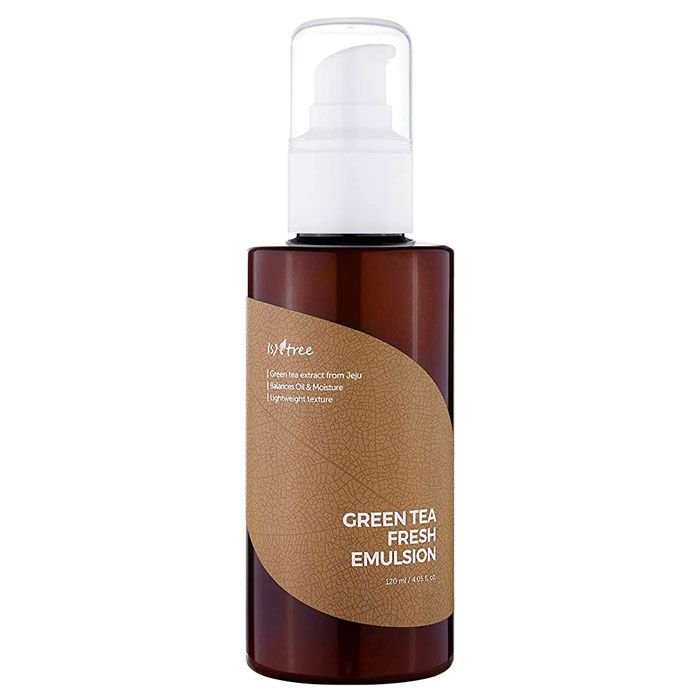 IsNtree
| Green tea extract from Jeju
| Balances Oil & Moisture
| Lightweight texture
GREEN TEA
FRESH
EMULSION
120 ml / 4.05 fl. oz